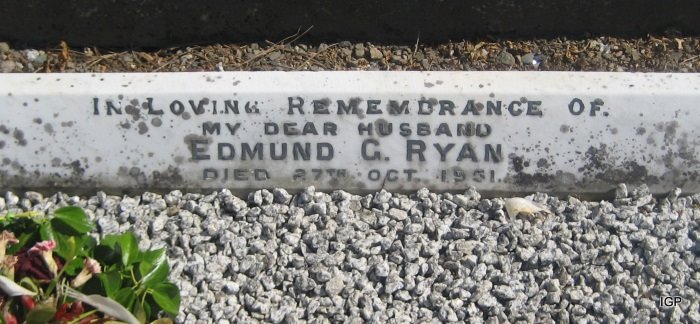 In Loving Remembrance Of.
MY DEAR HUSBAND
EDMUND G. RYAN
DIED 27TH OCT. 1951.
IGP